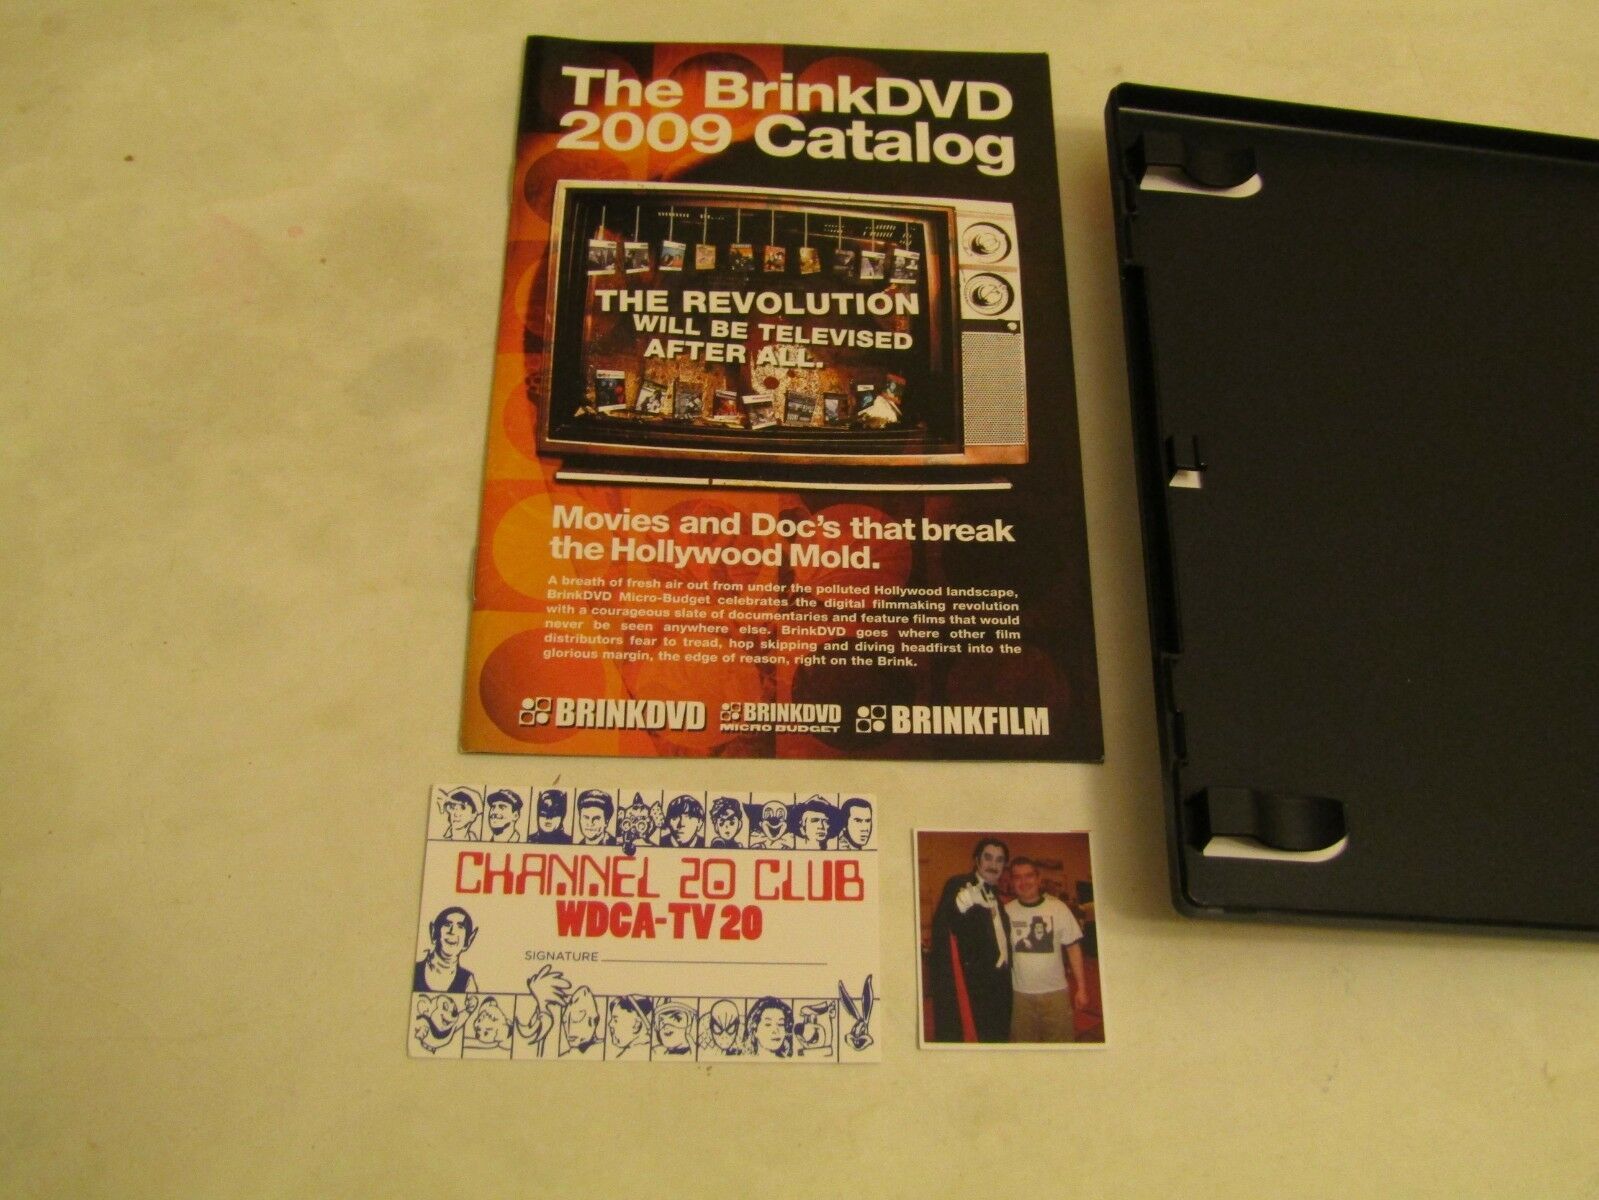 The BrinkDVD
2009 Catalog
THE REVOLUTION
WILL BE TELEVISED
AFTER ALL.
Movies and Doc's that break
the Hollywood Mold.
A breath of fresh air out from under the polluted Hollywood landscape,
BrinkDVD Micro-Budget celebrates the digital filmmaking revolution
with a courageous slate of documentaries and feature films that would
never be seen anywhere else. BrinkDVD goes where other film
distributors fear to tread, hop skipping and diving headfirst into the
glorious margin, the edge of reason, right on the Brink.
BRINKDVD
BRINKDVD
MICRO BUDGET
BRINKFILM
CHANNEL 20 CLUB
WDCA-TV 20
SIGNATURE